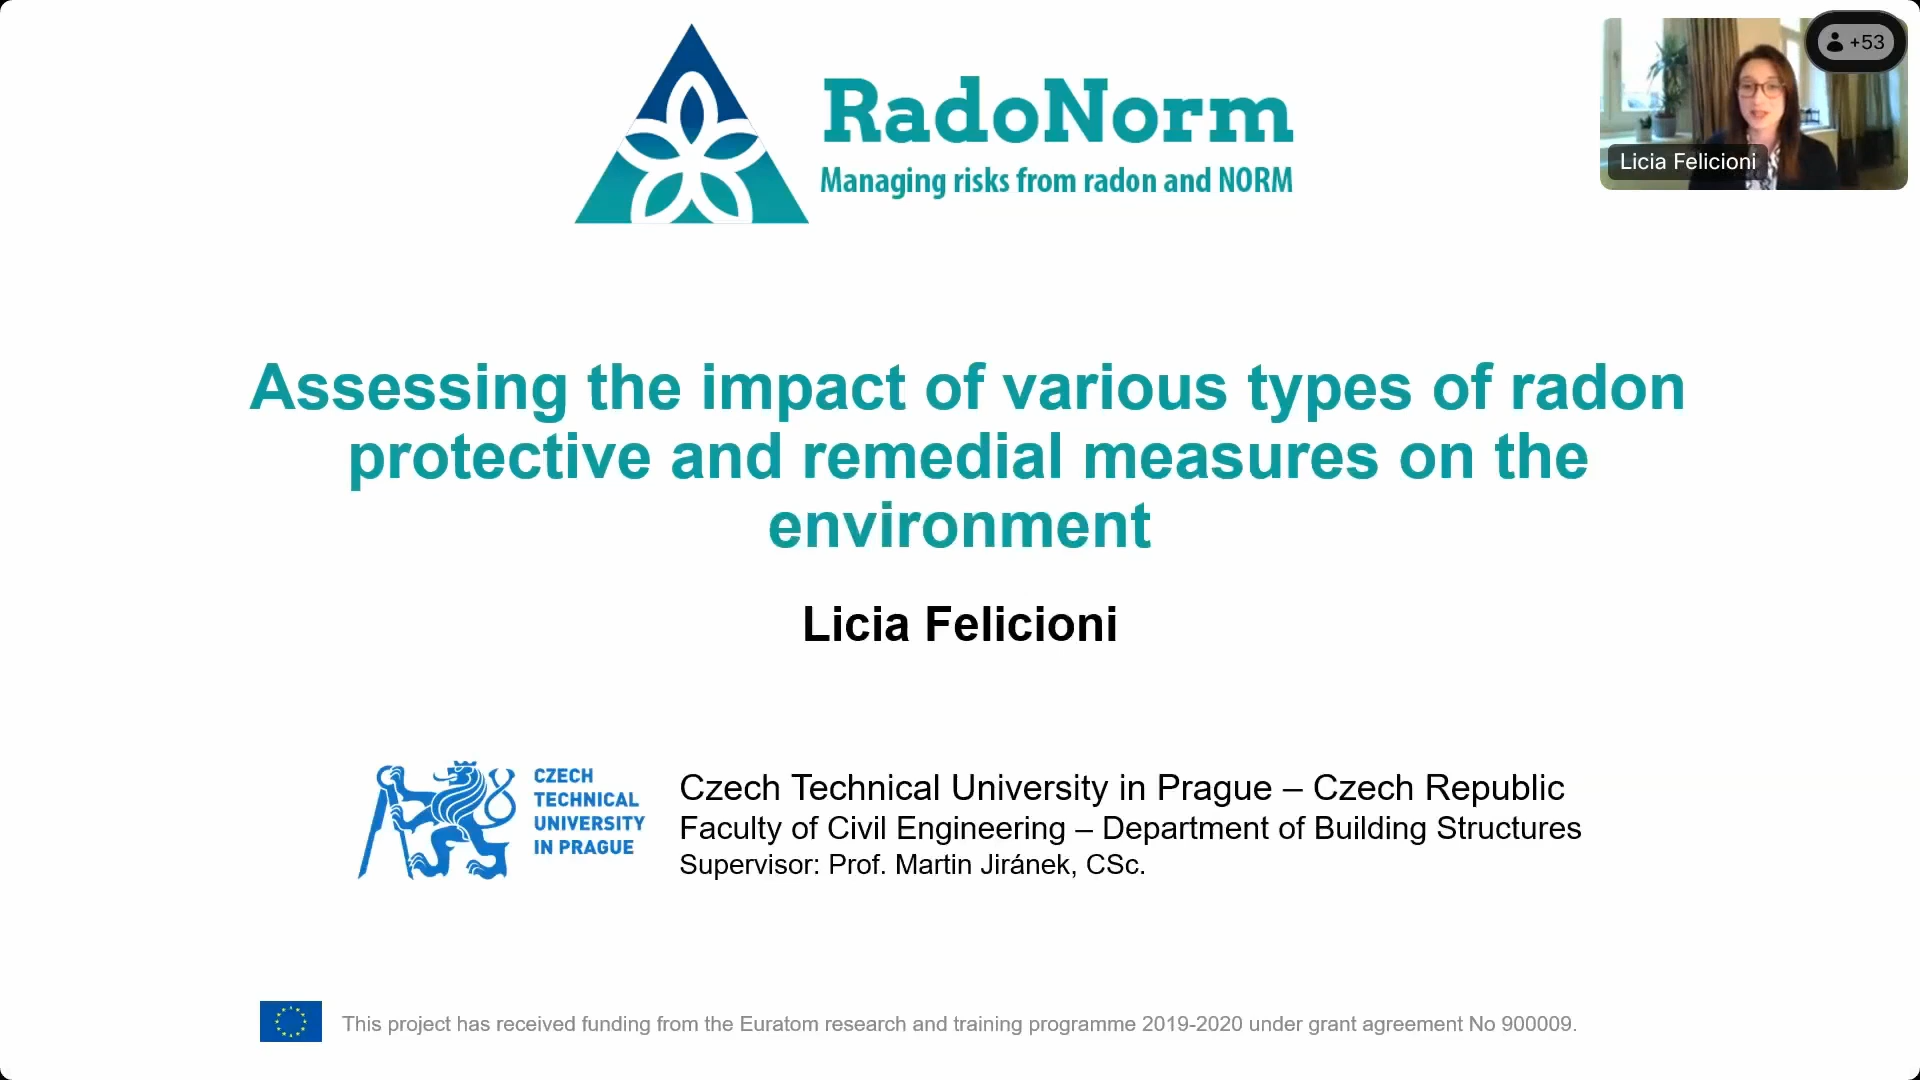 RadoNorm
Managing risks from radon and NORM
+53
Licia Felicioni
Assessing the impact of various types of radon
protective and remedial measures on the
environment
Licia Felicioni
CZECH
TECHNICAL
UNIVERSITY
IN PRAGUE
Czech Technical University in Prague – Czech Republic
Faculty of Civil Engineering – Department of Building Structures
Supervisor: Prof. Martin Jiránek, CSc.
This project has received funding from the Euratom research and training programme 2019-2020 under grant agreement No 900009.